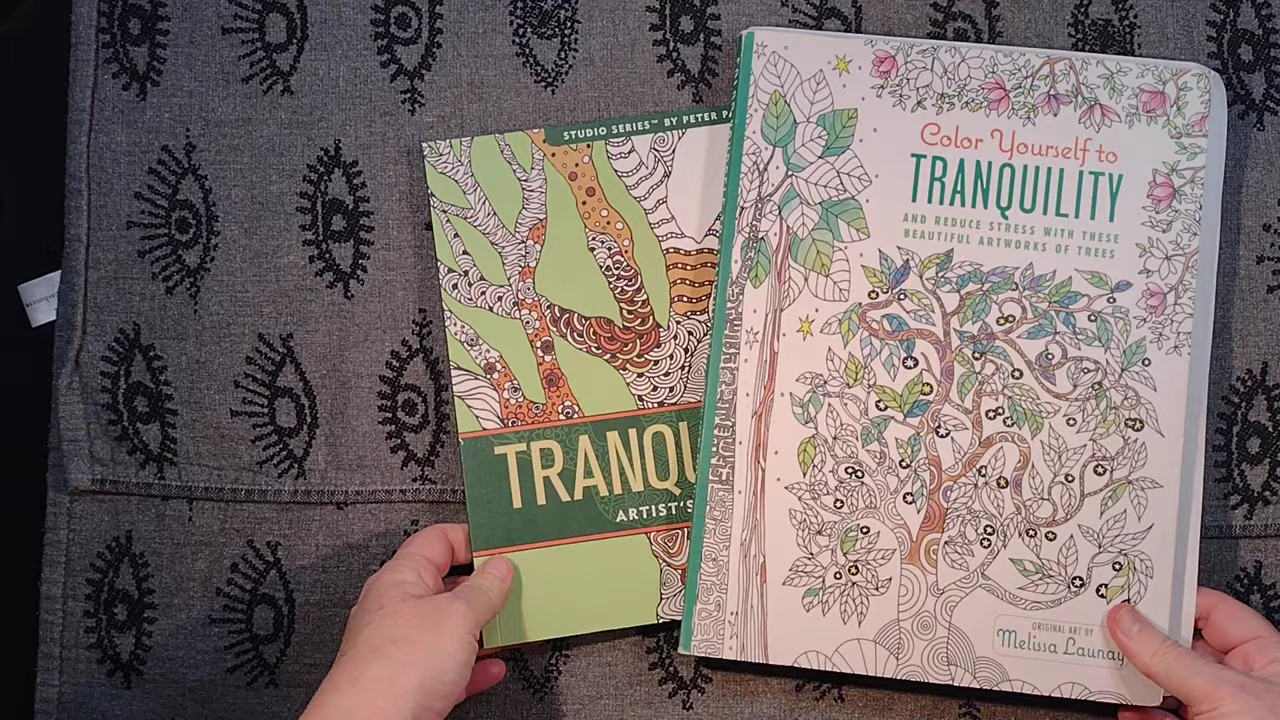 STUDIO SERIES™ BY PETER PA
TRANQU
ARTIST'S
Color Yourself to
TRANQUILITY
AND REDUCE STRESS WITH THESE
BEAUTIFUL ARTWORKS OF TREES
ORIGINAL ART BY
Melissa Launay